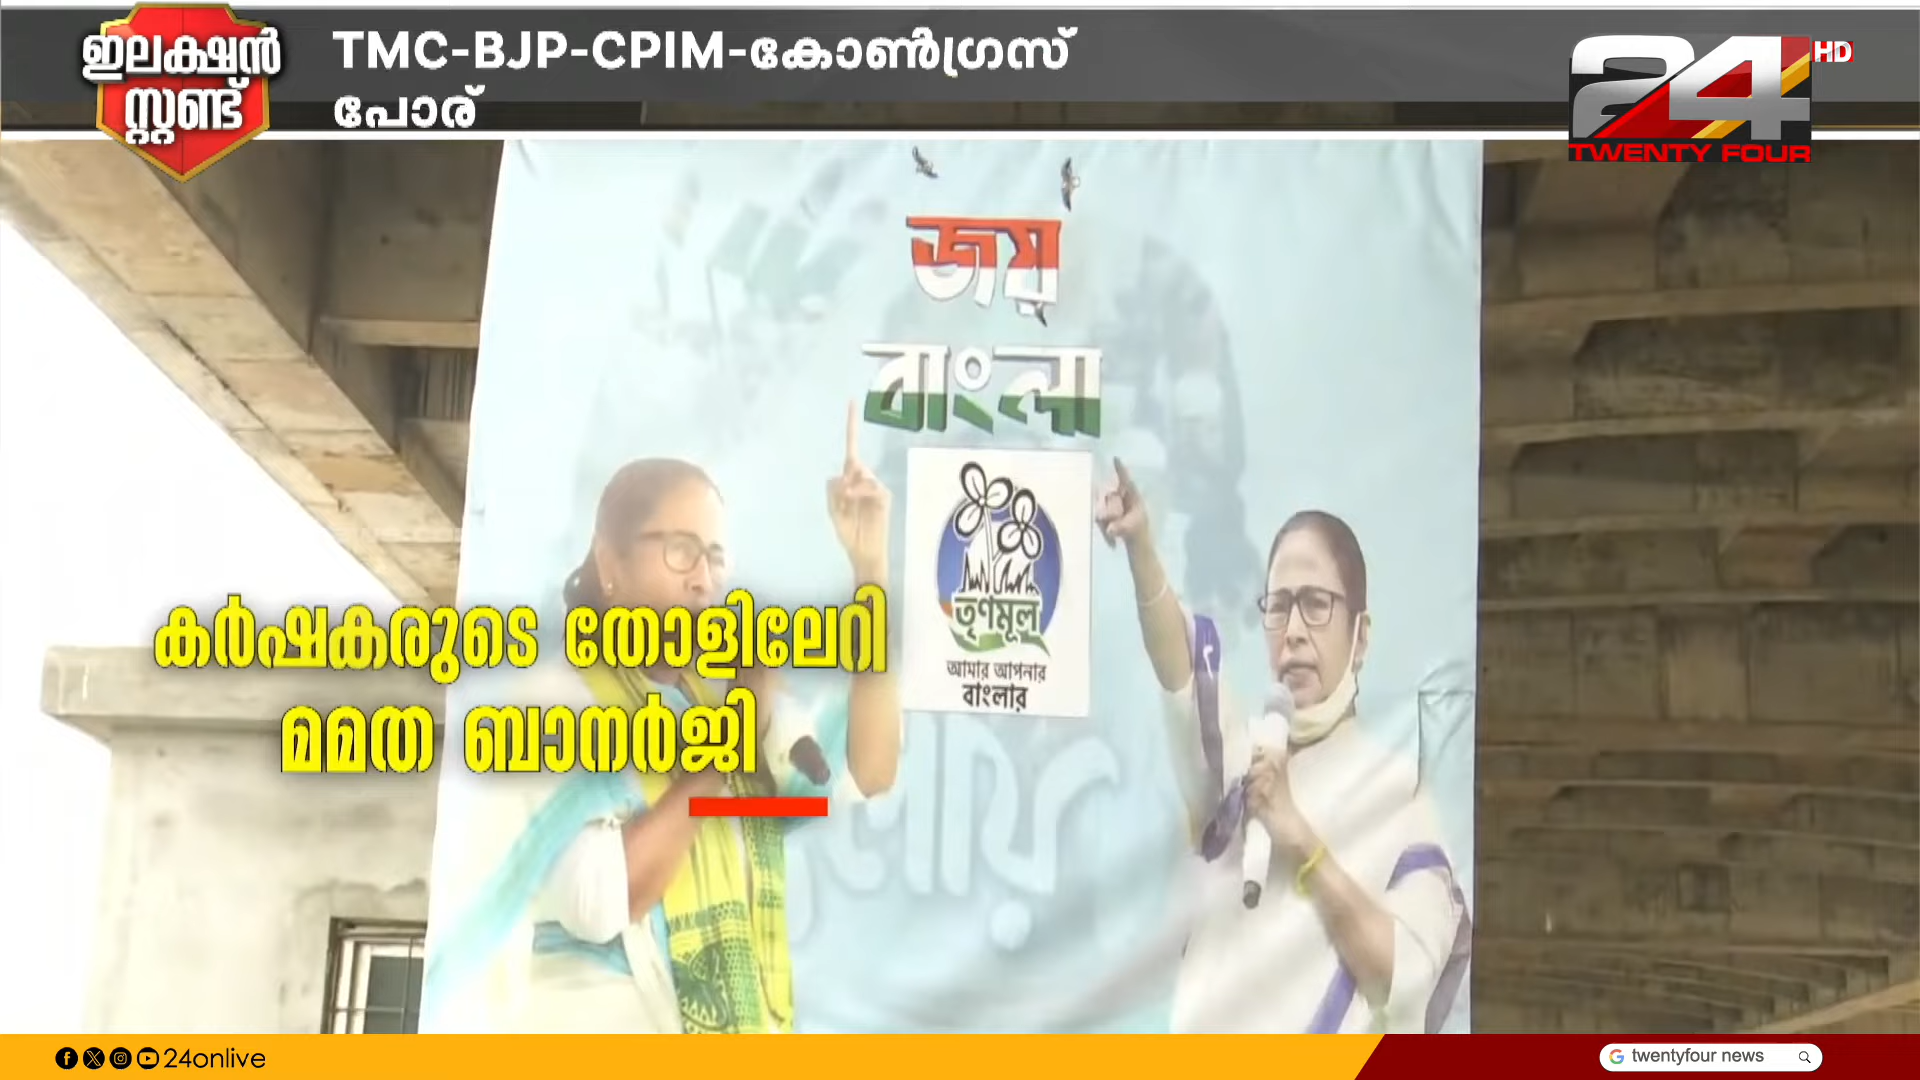 ഇലക്ഷൻ
സ്റ്റണ്ട്
TMC-BJP-CPIM-കോൺഗ്രസ്
പോര്
24
HD
TWENTY FOUR
জয়
বাংলা
তৃণমূল
আমার আপনার
বাংলার
കർഷകരുടെ തോളിലേറി
മമത ബാനർജി
24onlive
twentyfour news